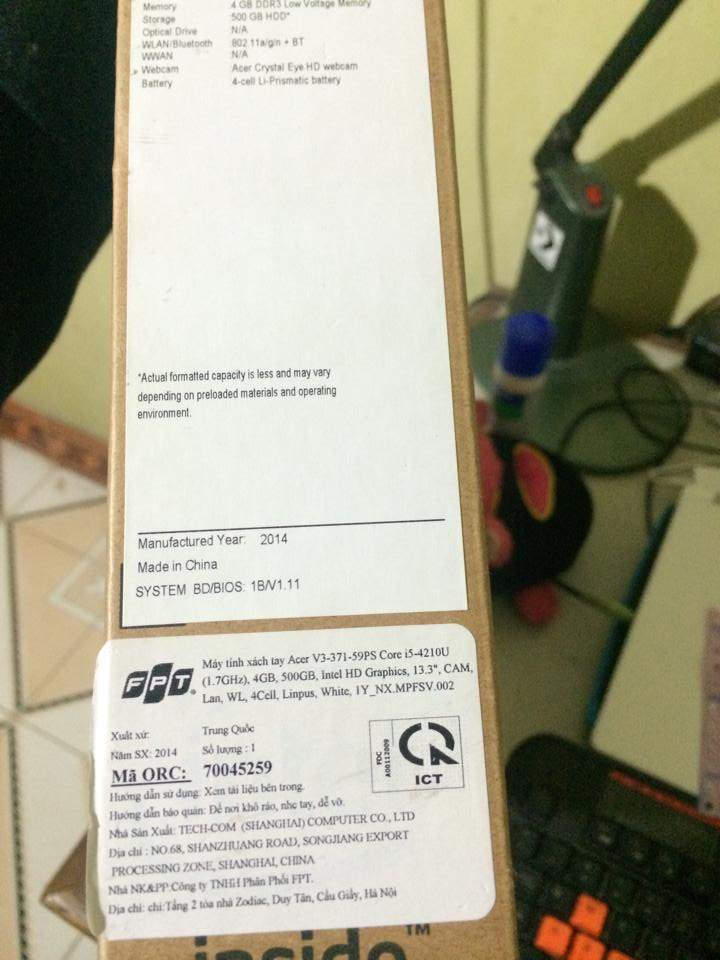 Memory 4 GB DDR3 Low Voltage Memory
Storage 500 GB HDD*
Optical Drive N/A
WLAN/Bluetooth 802.11a/g/n + BT
WWAN N/A
Webcam Acer Crystal Eye HD webcam
Battery 4-cell Li-Prismatic battery
*Actual formatted capacity is less and may vary
depending on preloaded materials and operating
environment.
Manufactured Year: 2014
Made in China
SYSTEM BD/BIOS: 1B/V1.11
FPT
Máy tính xách tay Acer V3-371-59PS Core i5-4210U
(1.7GHz), 4GB, 500GB, Intel HD Graphics, 13.3", CAM,
Lan, WL, 4Cell, Linpus, White, 1Y_NX.MPFSV.002
Xuất xứ: Trung Quốc
Năm SX: 2014 Số lượng : 1
Mã ORC: 70045259
FDC
A00112009
ICT
Hướng dẫn sử dụng: Xem tài liệu bên trong.
Hướng dẫn bảo quản: Để nơi khô ráo, nhẹ tay, dễ vỡ.
Nhà Sản Xuất: TECH-COM (SHANGHAI) COMPUTER CO., LTD
Địa chỉ : NO.68, SHANZHUANG ROAD, SONGJIANG EXPORT
PROCESSING ZONE, SHANGHAI, CHINA
Nhà NK&PP:Công ty TNHH Phân Phối FPT.
Địa chỉ: chỉ:Tầng 2 tòa nhà Zodiac, Duy Tân, Cầu Giấy, Hà Nội
inside™